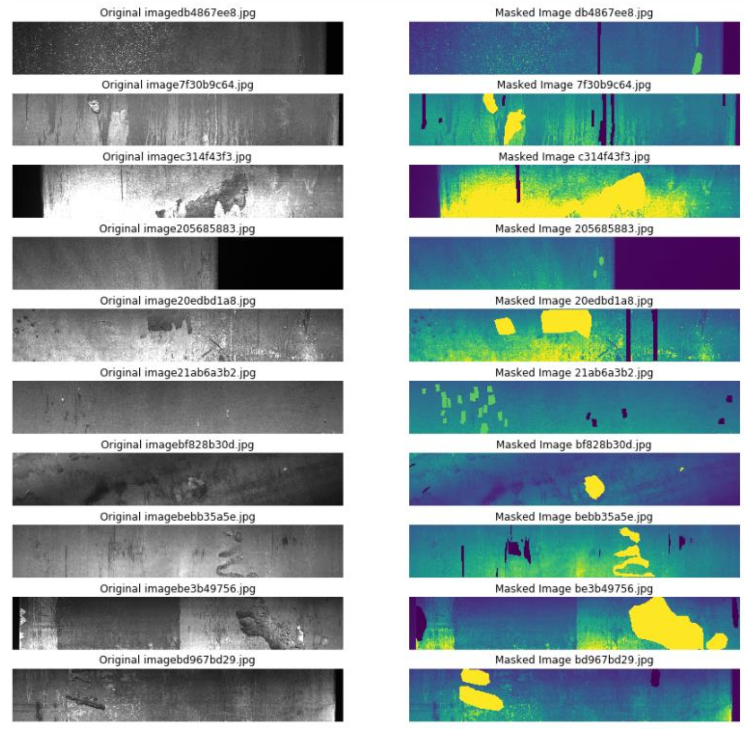 Original imagedb4867ee8.jpg
Masked Image db4867ee8.jpg
Original image7f30b9c64.jpg
Masked Image 7f30b9c64.jpg
Original imagec314f43f3.jpg
Masked Image c314f43f3.jpg
Original image205685883.jpg
Masked Image 205685883.jpg
Original image20edbd1a8.jpg
Masked Image 20edbd1a8.jpg
Original image21ab6a3b2.jpg
Masked Image 21ab6a3b2.jpg
Original imagebf828b30d.jpg
Masked Image bf828b30d.jpg
Original imagebebb35a5e.jpg
Masked Image bebb35a5e.jpg
Original imagebe3b49756.jpg
Masked Image be3b49756.jpg
Original imagebd967bd29.jpg
Masked Image bd967bd29.jpg